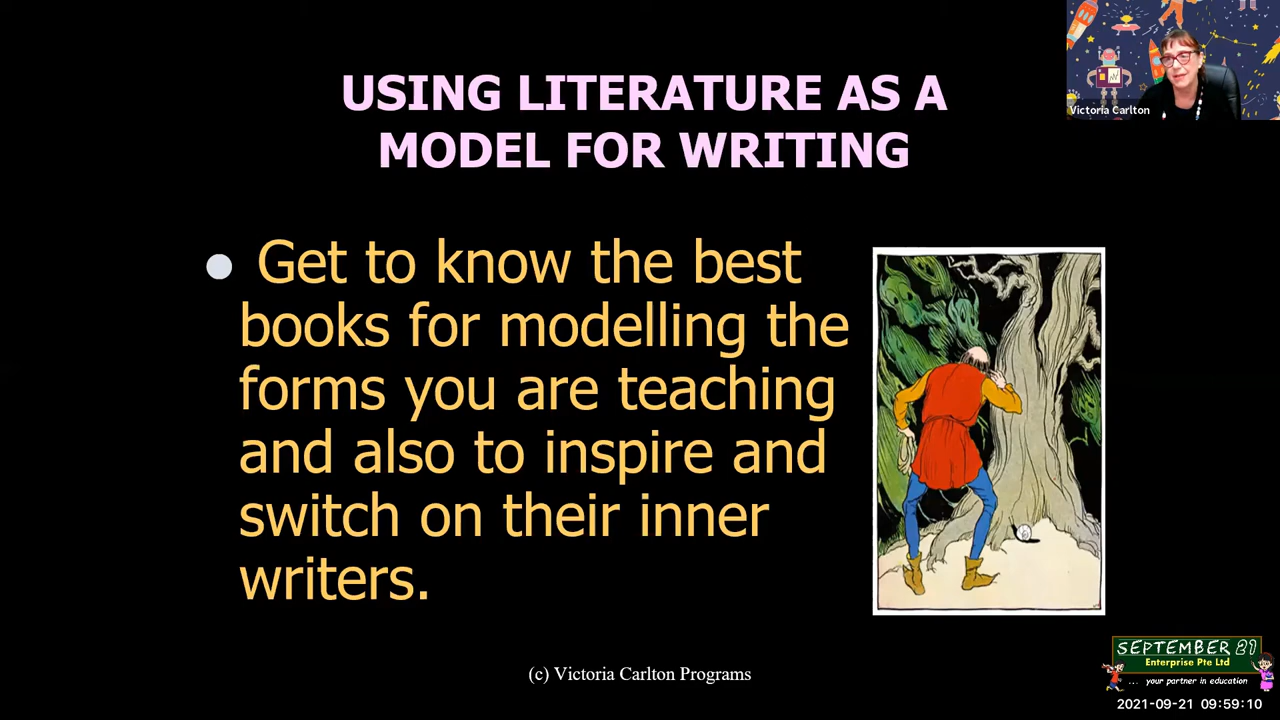 USING LITERATURE AS A
MODEL FOR WRITING
Victoria Carlton
Get to know the best
books for modelling the
forms you are teaching
and also to inspire and
switch on their inner
writers.
(c) Victoria Carlton Programs
SEPTEMBER 21
Enterprise Pte Ltd
... your partner in education
2021-09-21 09:59:10